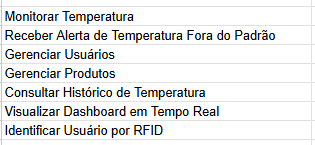 Monitorar Temperatura
Receber Alerta de Temperatura Fora do Padrão
Gerenciar Usuários
Gerenciar Produtos
Consultar Histórico de Temperatura
Visualizar Dashboard em Tempo Real
Identificar Usuário por RFID